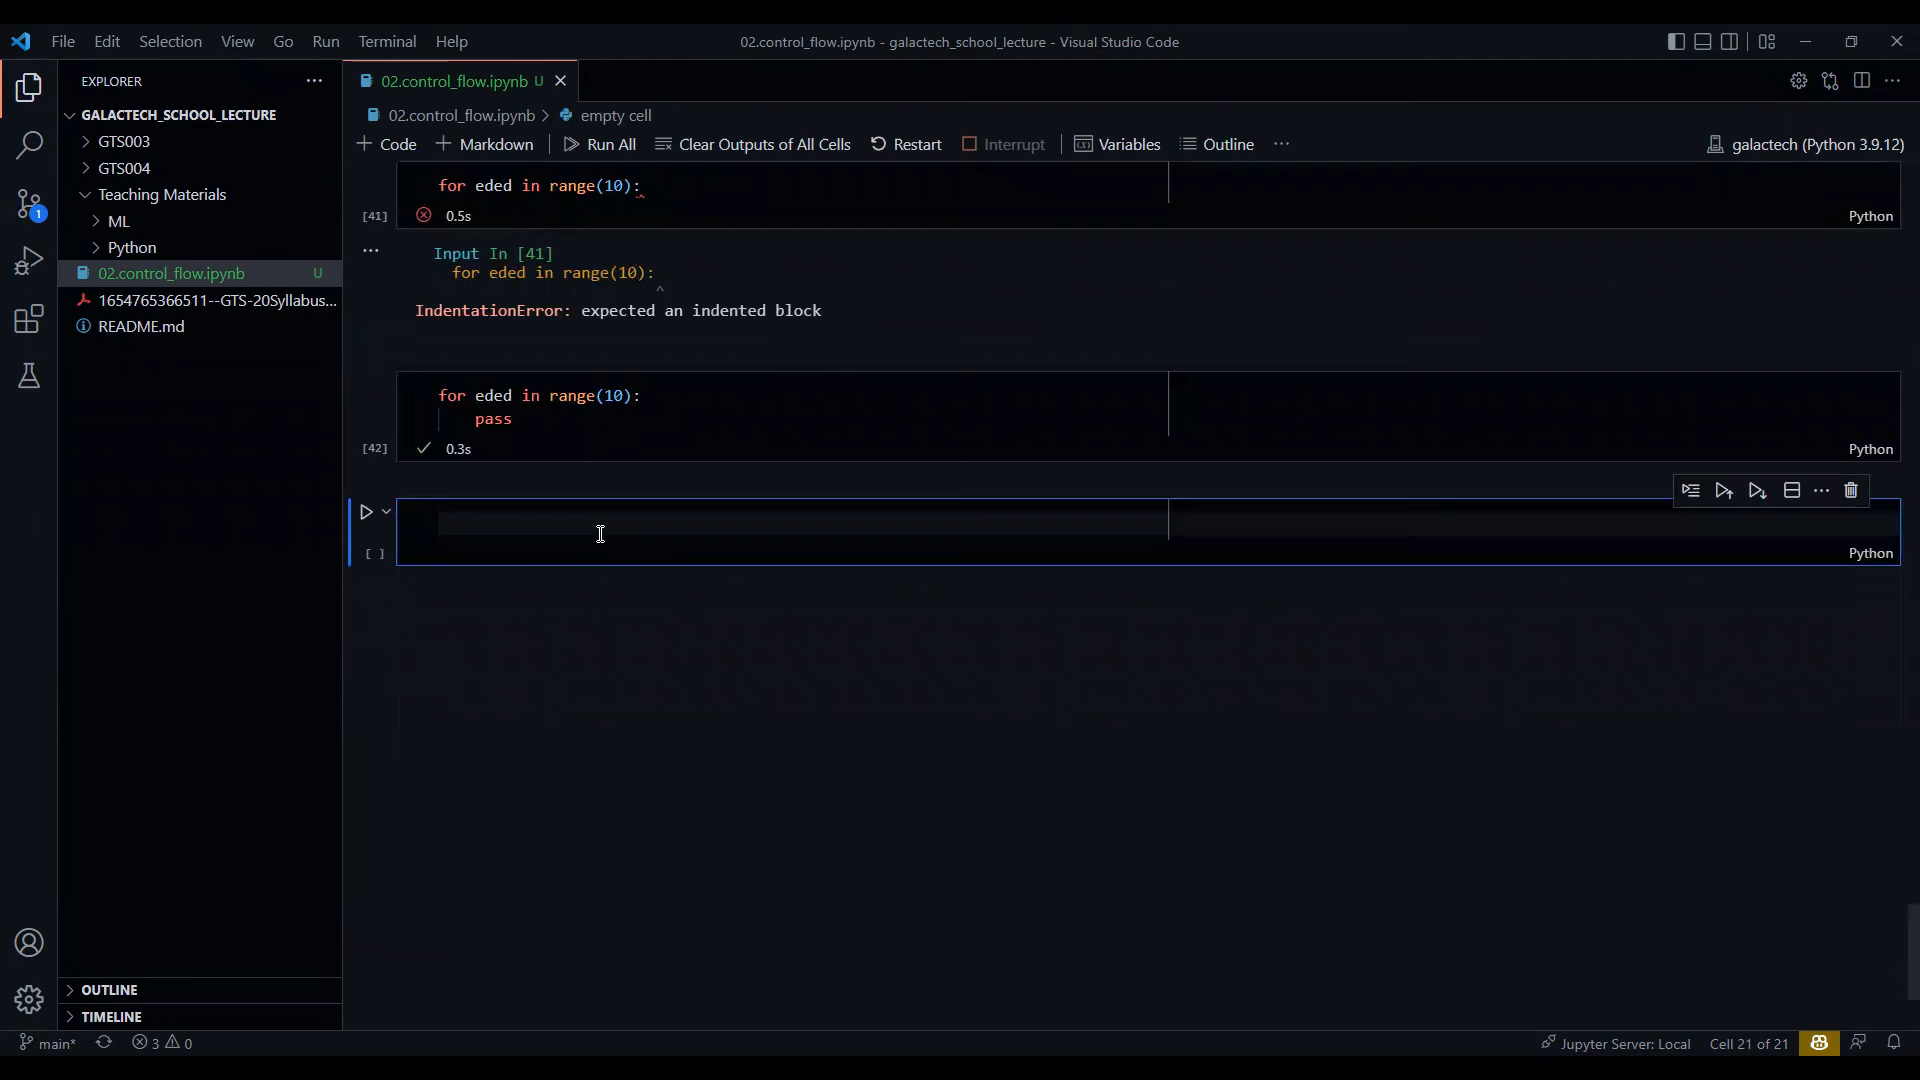 File Edit Selection View Go Run Terminal Help
02.control_flow.ipynb - galactech_school_lecture - Visual Studio Code
EXPLORER
GALACTECH_SCHOOL_LECTURE
GTS003
GTS004
Teaching Materials
ML
Python
02.control_flow.ipynb U
1654765366511--GTS-20Syllabus...
README.md
OUTLINE
TIMELINE
02.control_flow.ipynb U
02.control_flow.ipynb > empty cell
+ Code + Markdown Run All Clear Outputs of All Cells Restart Interrupt Variables Outline ... galactech (Python 3.9.12)
for eded in range(10):
[41] 0.5s Python
Input In [41]
for eded in range(10):
^
IndentationError: expected an indented block
for eded in range(10):
pass
[42] 0.3s Python
[ ] Python
main* 3 0 Jupyter Server: Local Cell 21 of 21
1